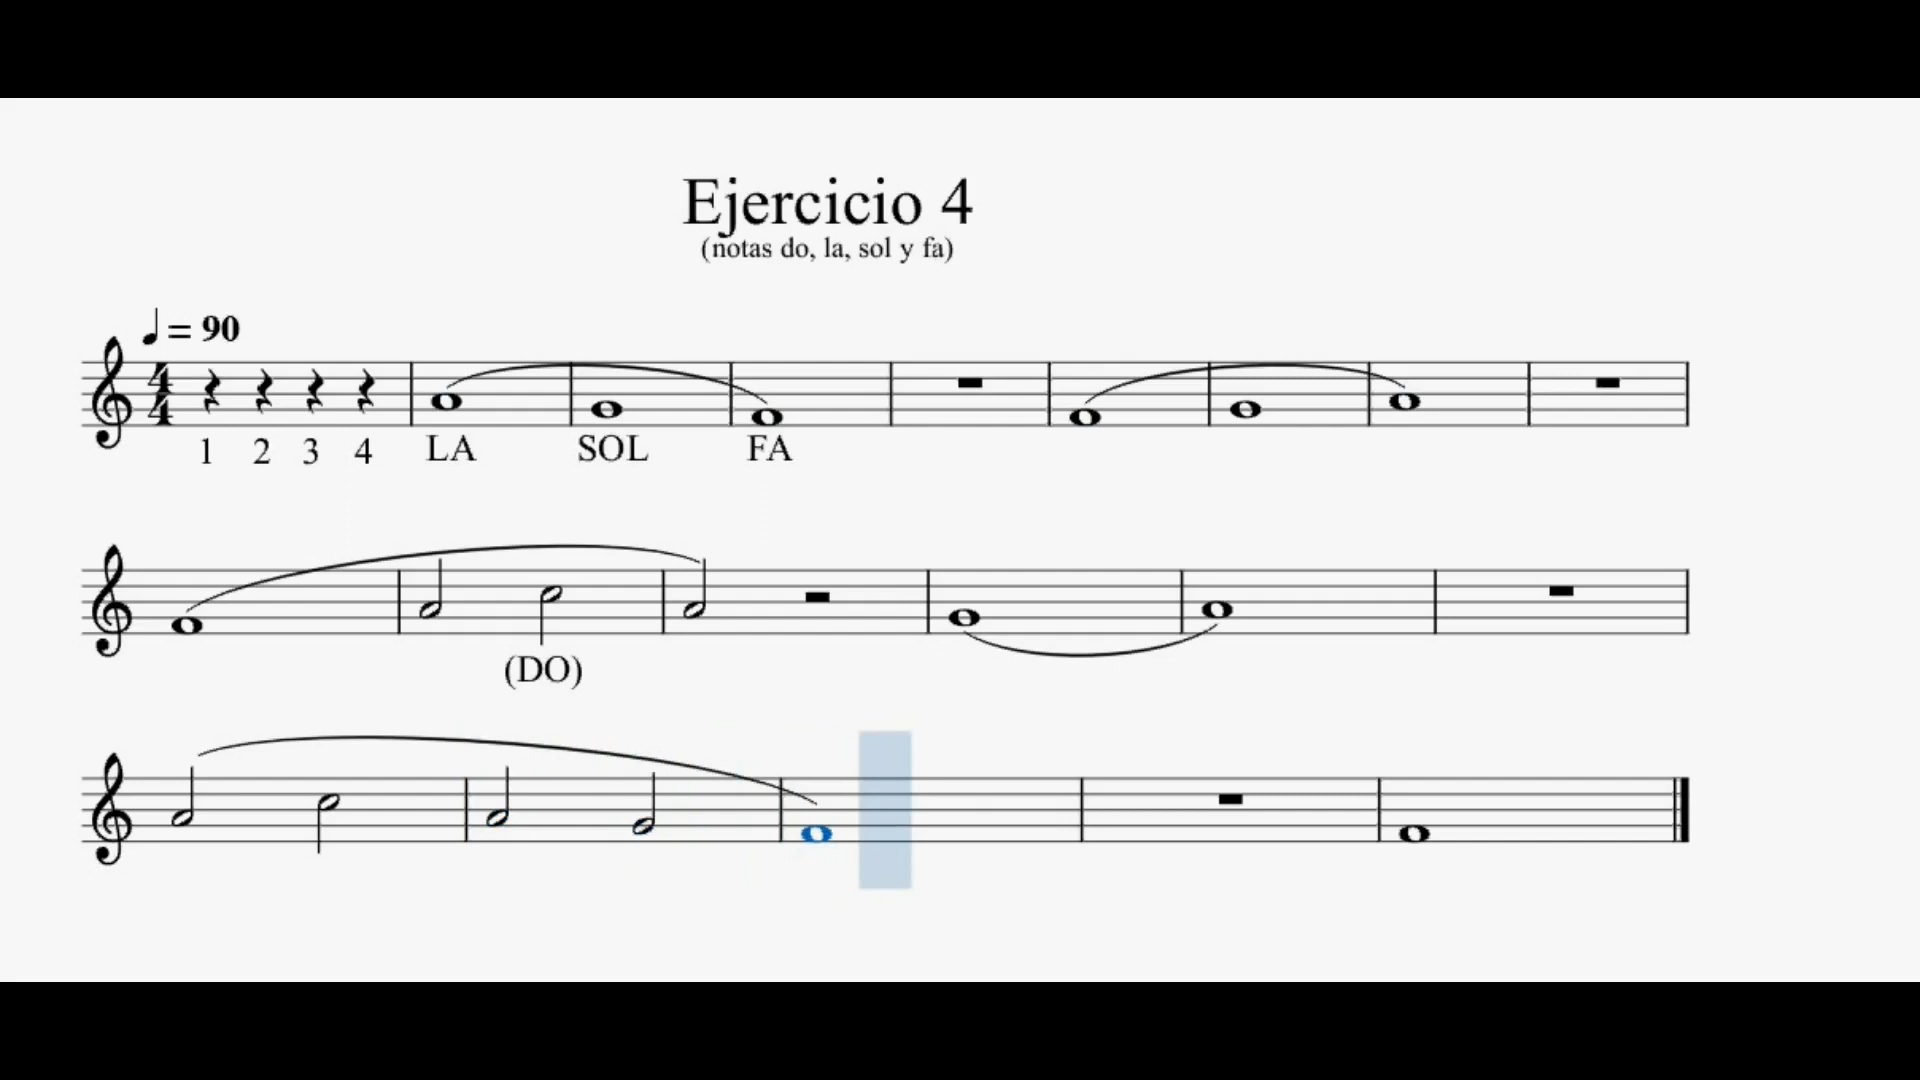 Ejercicio 4
(notas do, la, sol y fa)
= 90
4
4
1 2 3 4 LA SOL FA
(DO)